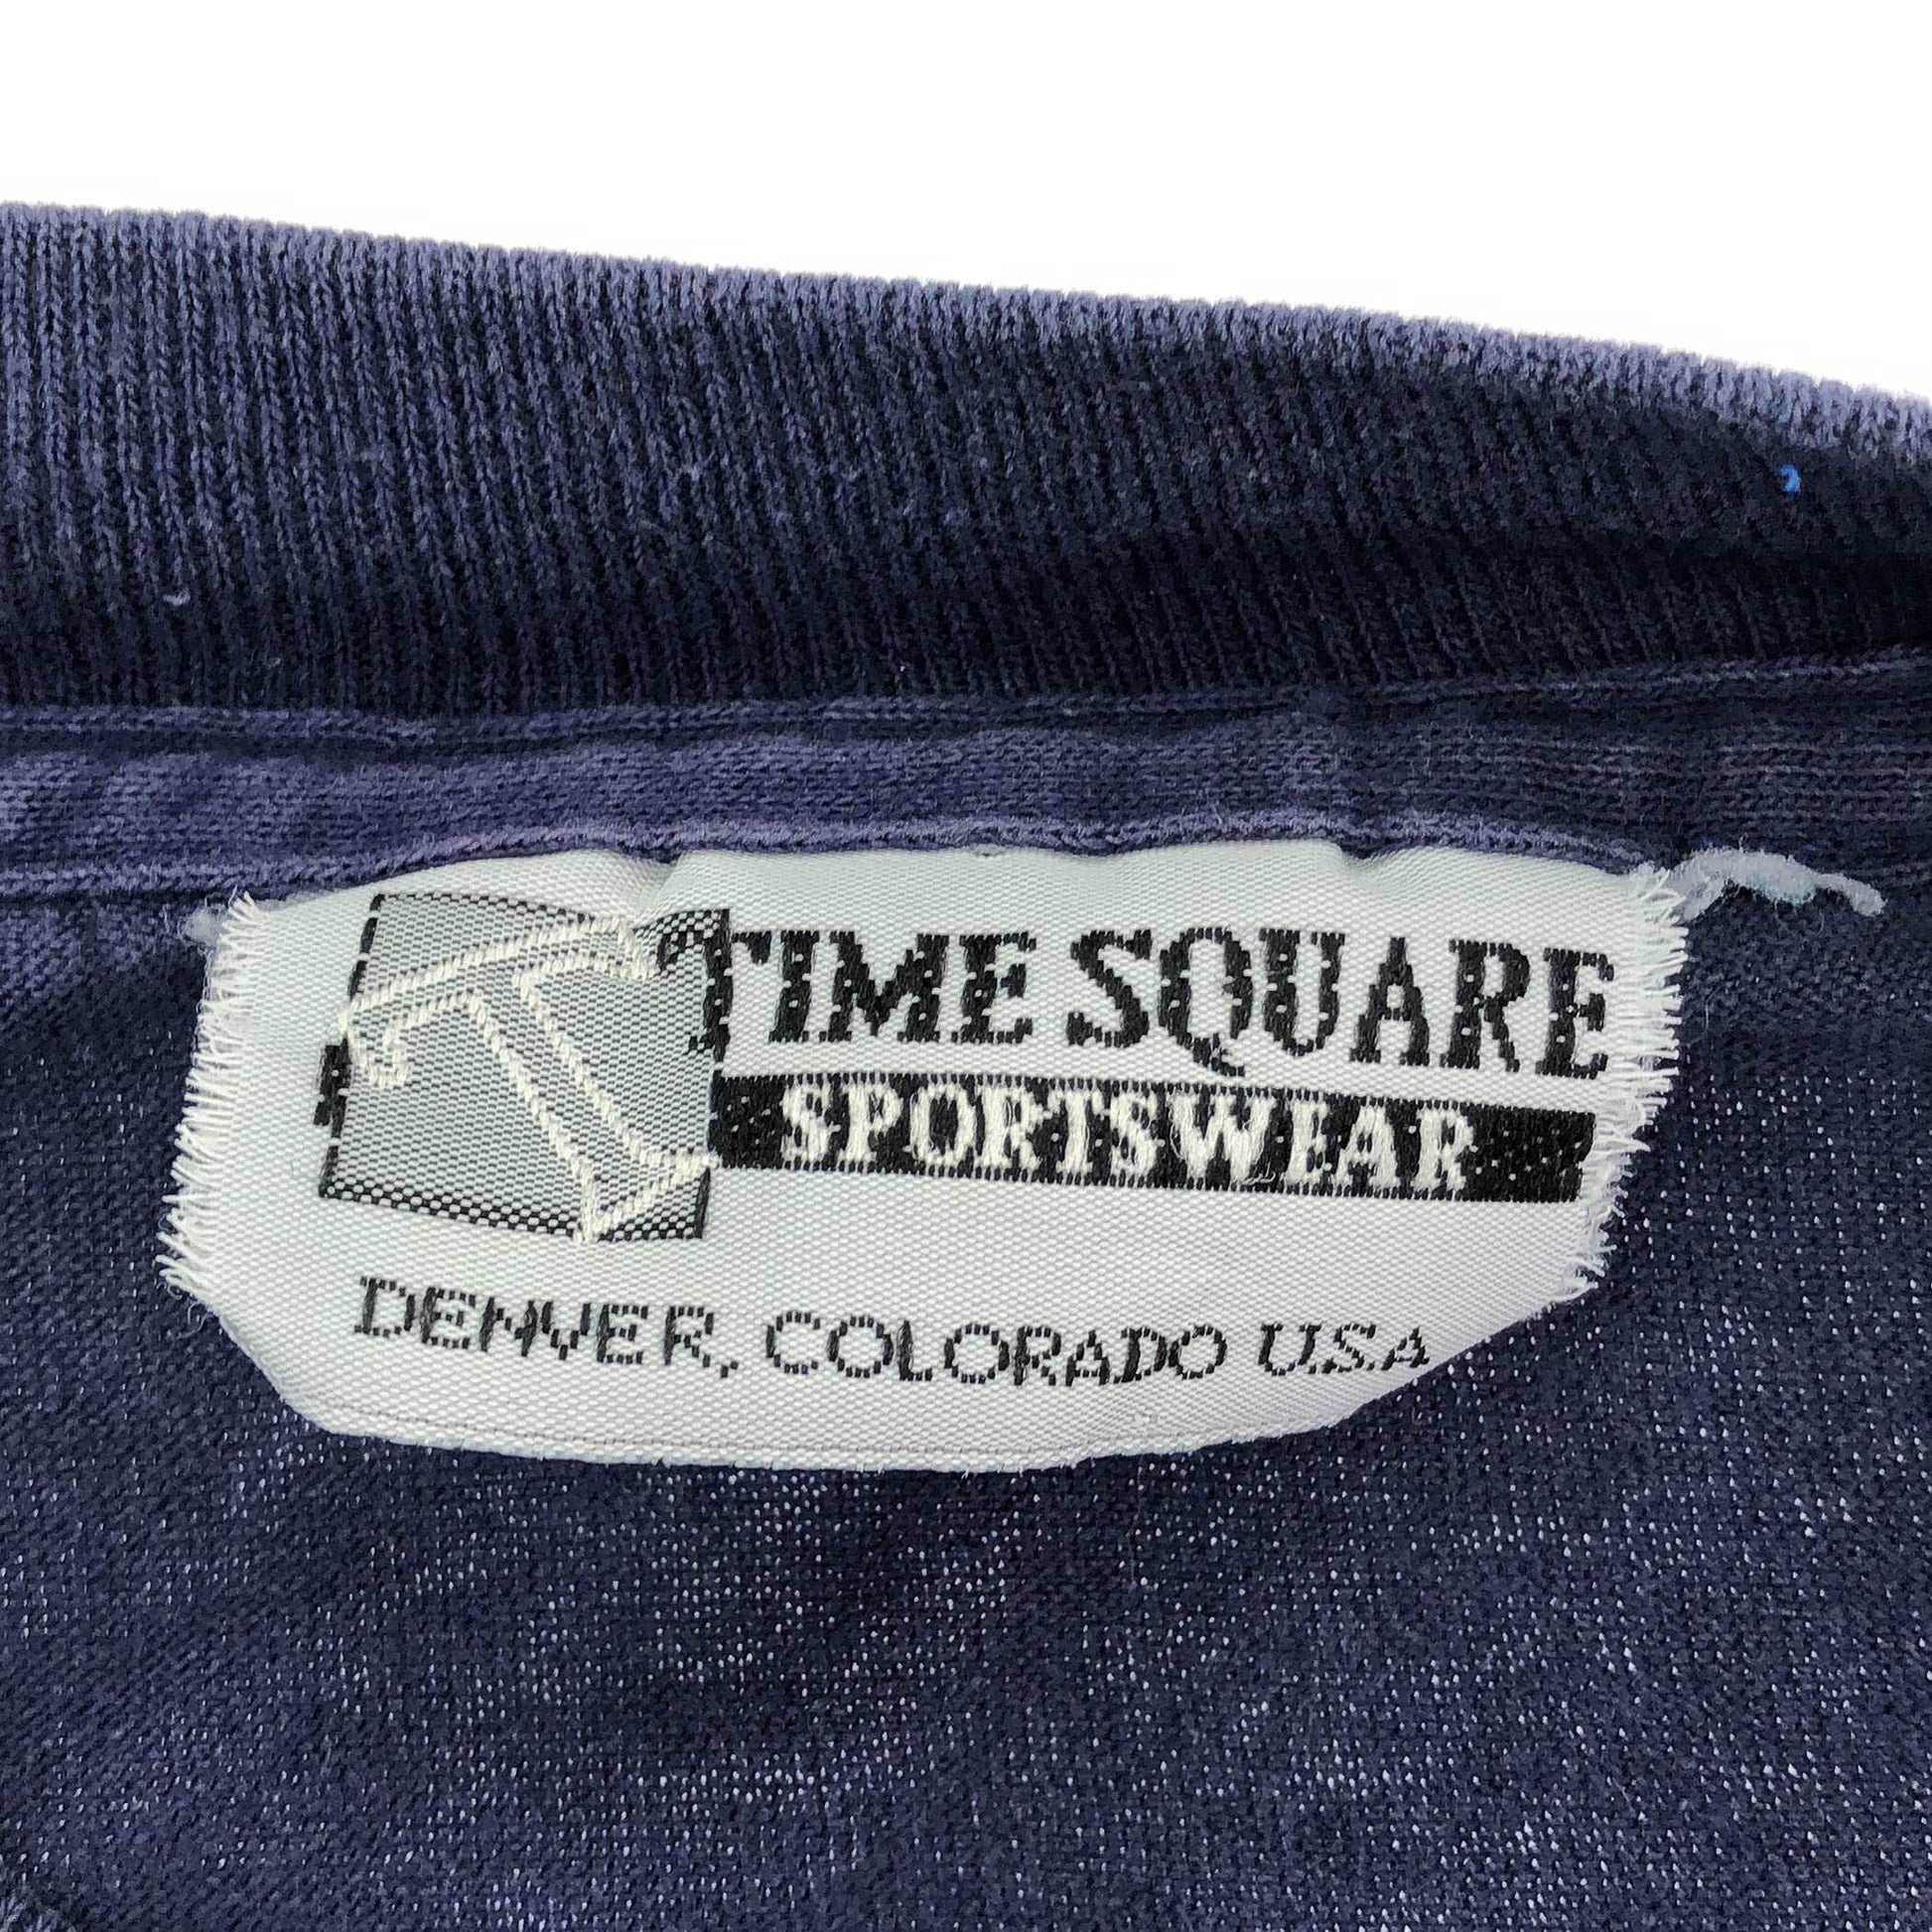 T TIME SQUARE
SPORTSWEAR
DENVER, COLORADO U.S.A